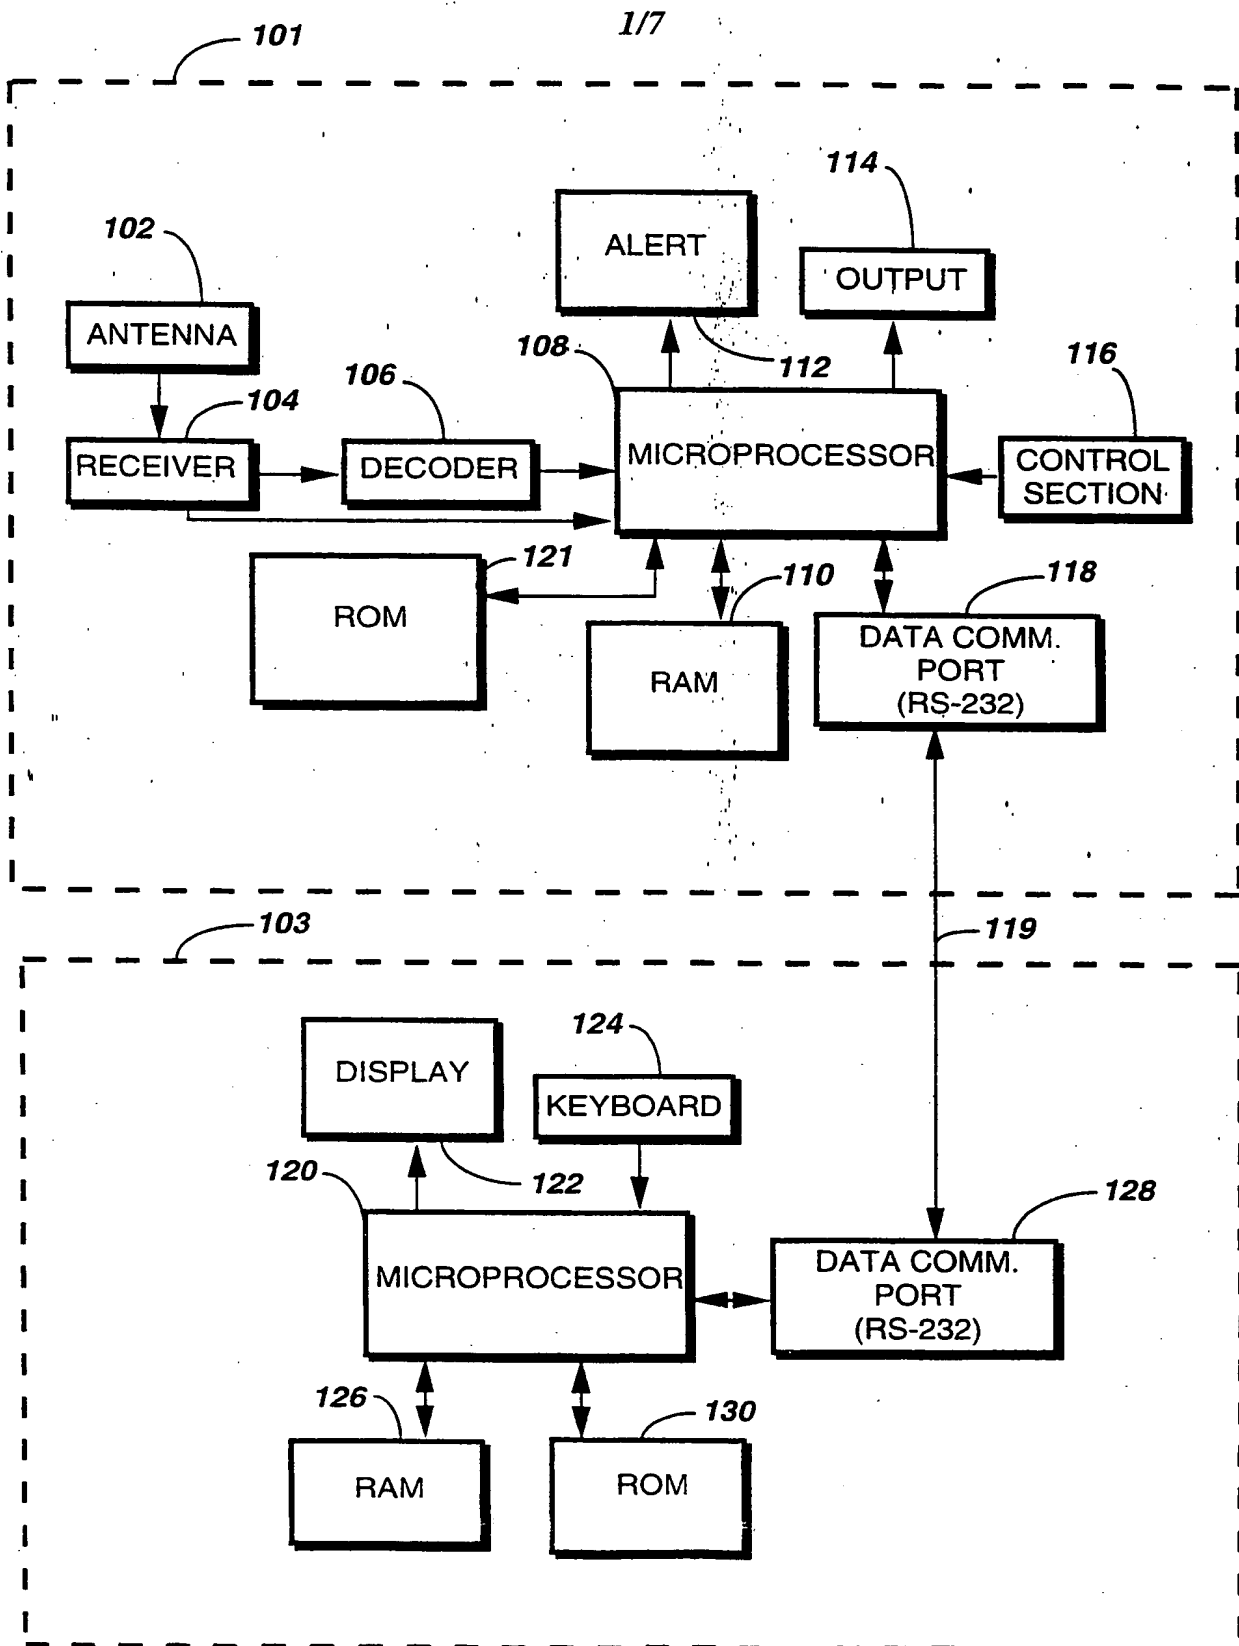 1/7
101
114
102
ALERT
OUTPUT
ANTENNA
108
112
116
106
104
RECEIVER
DECODER
MICROPROCESSOR
CONTROL
SECTION
121
110
118
ROM
RAM
DATA COMM.
PORT
(RS-232)
103
119
124
DISPLAY
KEYBOARD
120
122
128
MICROPROCESSOR
DATA COMM.
PORT
(RS-232)
126
130
RAM
ROM